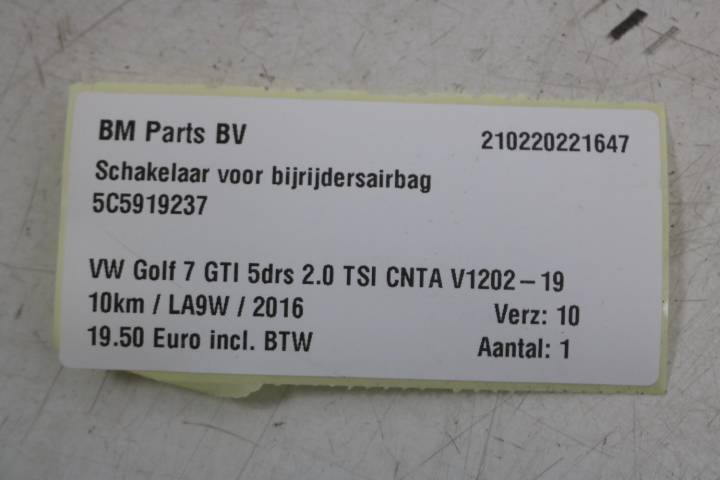 BM Parts BV 210220221647
Schakelaar voor bijrijdersairbag
5C5919237
VW Golf 7 GTI 5drs 2.0 TSI CNTA V1202-19
10km / LA9W / 2016 Verz: 10
19.50 Euro incl. BTW Aantal: 1